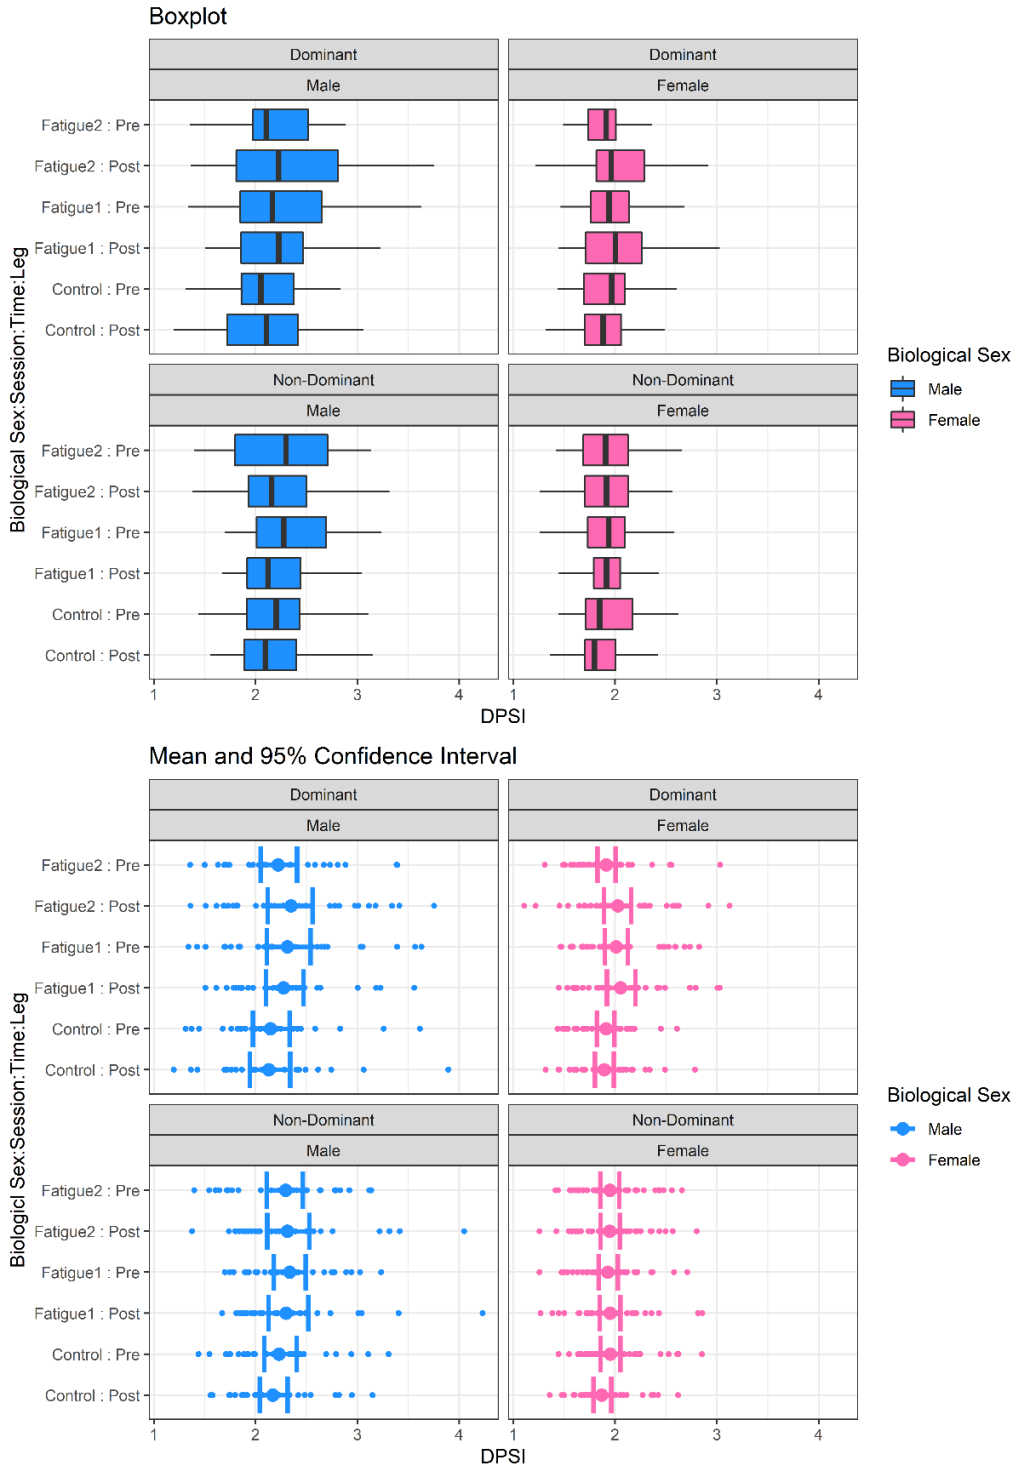 Boxplot
Dominant
Dominant
Male
Female
Fatigue2 : Pre
Fatigue2 : Post
Fatigue1 : Pre
Fatigue1 : Post
Control : Pre
Control : Post
Non-Dominant
Non-Dominant
Male
Female
Fatigue2 : Pre
Fatigue2 : Post
Fatigue1 : Pre
Fatigue1 : Post
Control : Pre
Control : Post
1 2 3 4
1 2 3 4
DPSI
Biological Sex:Session:Time:Leg
Biological Sex
Male
Female
Mean and 95% Confidence Interval
Dominant
Dominant
Male
Female
Fatigue2 : Pre
Fatigue2 : Post
Fatigue1 : Pre
Fatigue1 : Post
Control : Pre
Control : Post
Non-Dominant
Non-Dominant
Male
Female
Fatigue2 : Pre
Fatigue2 : Post
Fatigue1 : Pre
Fatigue1 : Post
Control : Pre
Control : Post
1 2 3 4
1 2 3 4
DPSI
Biologicl Sex:Session:Time:Leg
Biological Sex
Male
Female